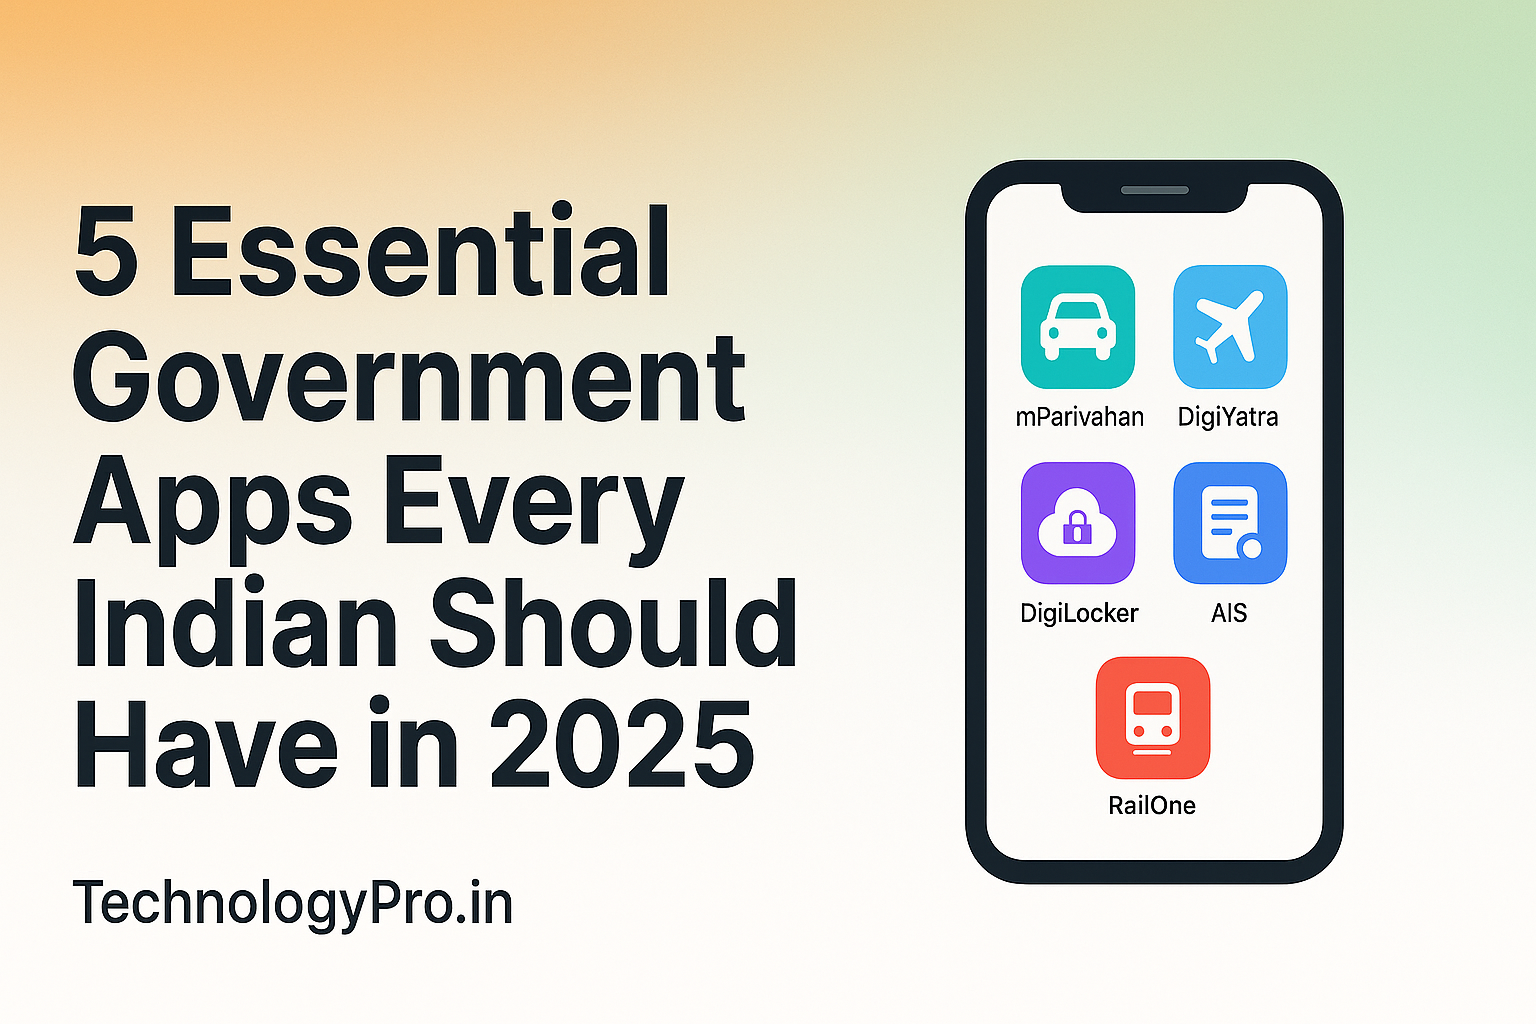 5 Essential
Government
Apps Every
Indian Should
Have in 2025
TechnologyPro.in
mParivahan
DigiYatra
DigiLocker
AIS
RailOne